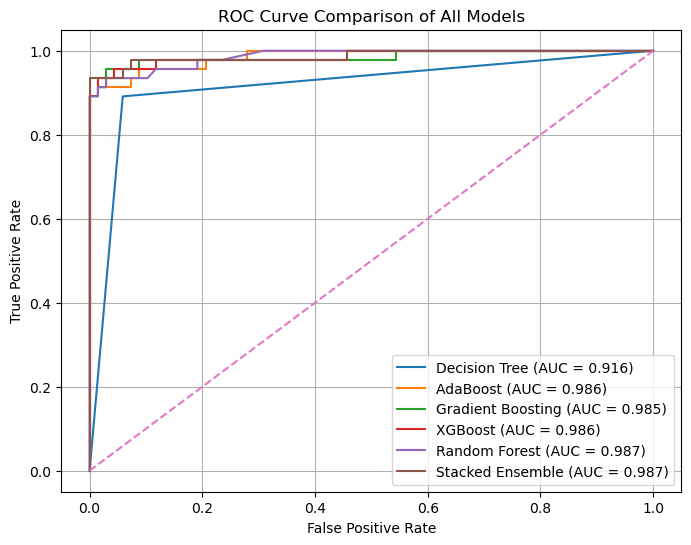 ROC Curve Comparison of All Models
True Positive Rate
1.0
0.8
0.6
0.4
0.2
0.0
Decision Tree (AUC = 0.916)
AdaBoost (AUC = 0.986)
Gradient Boosting (AUC = 0.985)
XGBoost (AUC = 0.986)
Random Forest (AUC = 0.987)
Stacked Ensemble (AUC = 0.987)
0.0 0.2 0.4 0.6 0.8 1.0
False Positive Rate